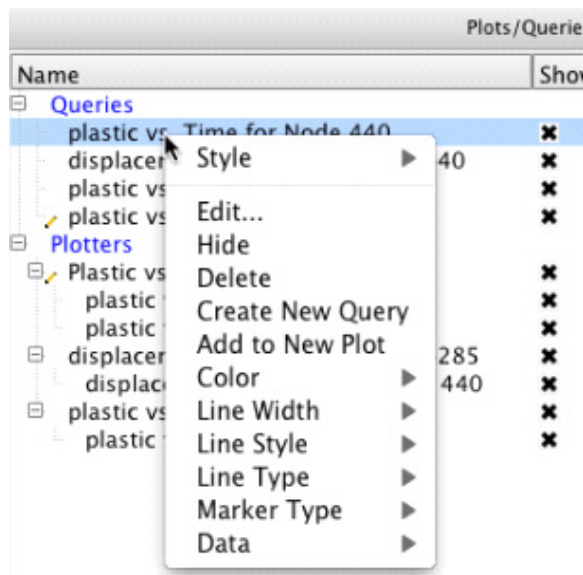 Plots/Querie
Name Shov
Queries
plastic vs. Time for Node 440
displacer 40
plastic vs
plastic vs
Plotters
Plastic vs
plastic
plastic
displacer 285
displac 440
plastic vs
plastic
Style
Edit...
Hide
Delete
Create New Query
Add to New Plot
Color
Line Width
Line Style
Line Type
Marker Type
Data